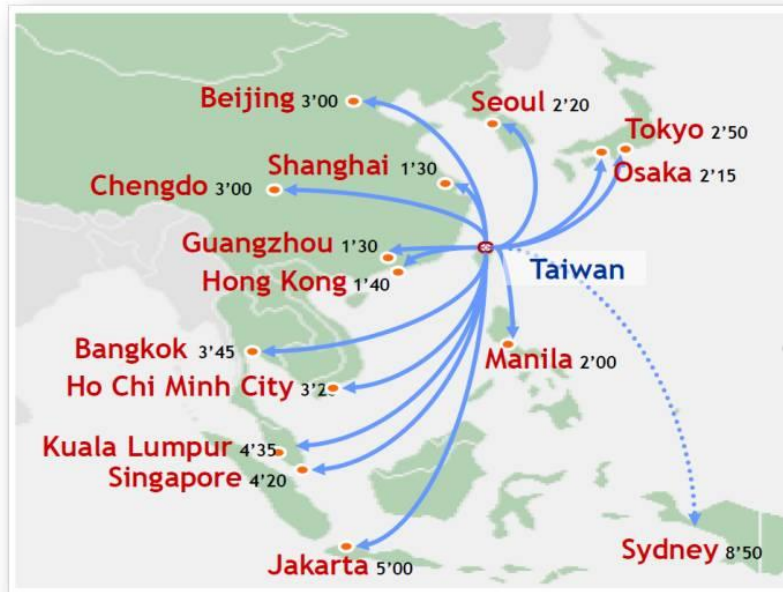 Beijing 3’00
Seoul 2’20
Tokyo 2’50
Shanghai 1’30
Osaka 2’15
Chengdo 3’00
Guangzhou 1’30
Hong Kong 1’40
Taiwan
Bangkok 3’45
Manila 2’00
Ho Chi Minh City
Kuala Lumpur 4’35
Singapore 4’20
Sydney 8’50
Jakarta 5’00